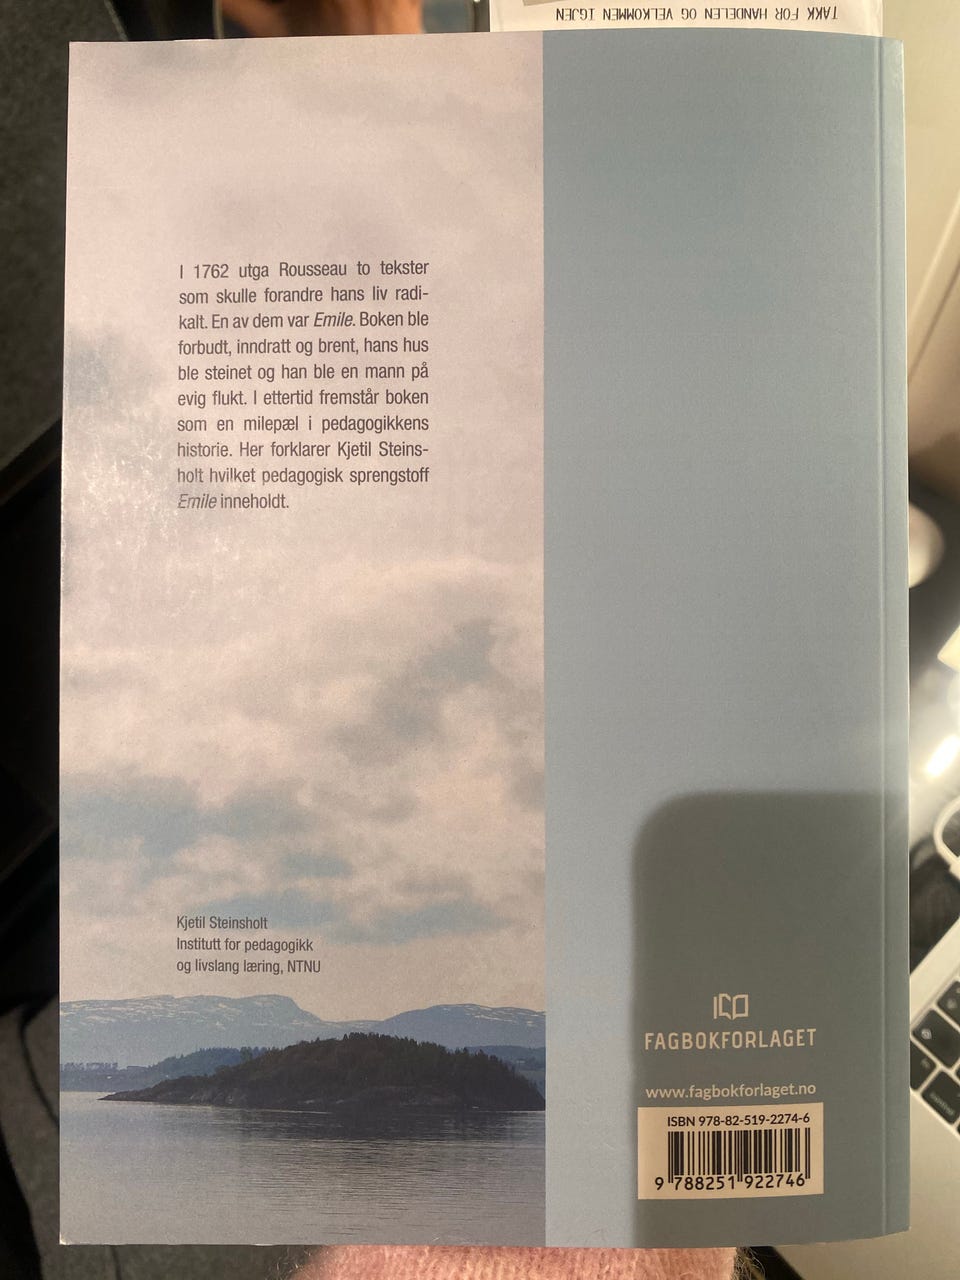 TAKK FOR HANDELEN OG VELKOMMEN IGJEN
I 1762 utga Rousseau to tekster
som skulle forandre hans liv radi-
kalt. En av dem var Emile. Boken ble
forbudt, inndratt og brent, hans hus
ble steinet og han ble en mann på
evig flukt. I ettertid fremstår boken
som en milepæl i pedagogikkens
historie. Her forklarer Kjetil Steins-
holt hvilket pedagogisk sprengstoff
Emile inneholdt.
Kjetil Steinsholt
Institutt for pedagogikk
og livslang læring, NTNU
FAGBOKFORLAGET
www.fagbokforlaget.no
ISBN 978-82-519-2274-6
9 788251 922746